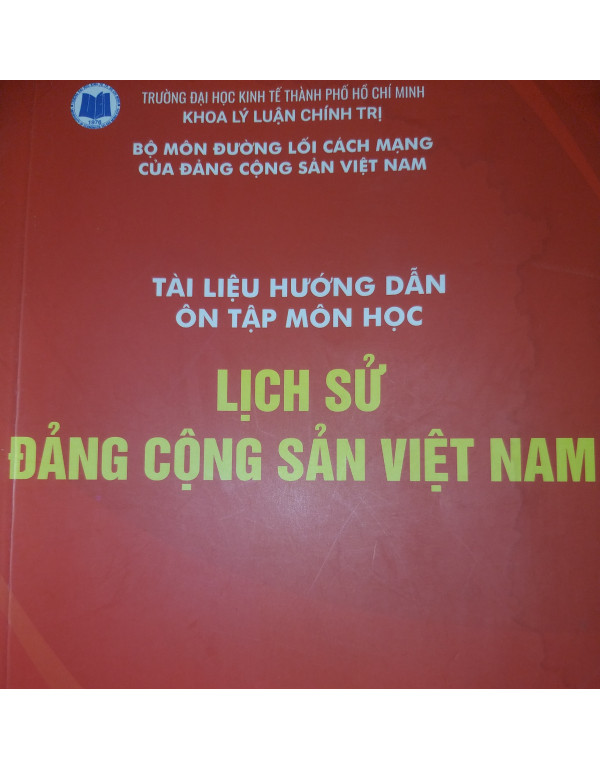 TRƯỜNG ĐẠI HỌC KINH TẾ THÀNH PHỐ HỒ CHÍ MINH
KHOA LÝ LUẬN CHÍNH TRỊ
BỘ MÔN ĐƯỜNG LỐI CÁCH MẠNG
CỦA ĐẢNG CỘNG SẢN VIỆT NAM
1976
TÀI LIỆU HƯỚNG DẪN
ÔN TẬP MÔN HỌC
LỊCH SỬ
ĐẢNG CỘNG SẢN VIỆT NAM